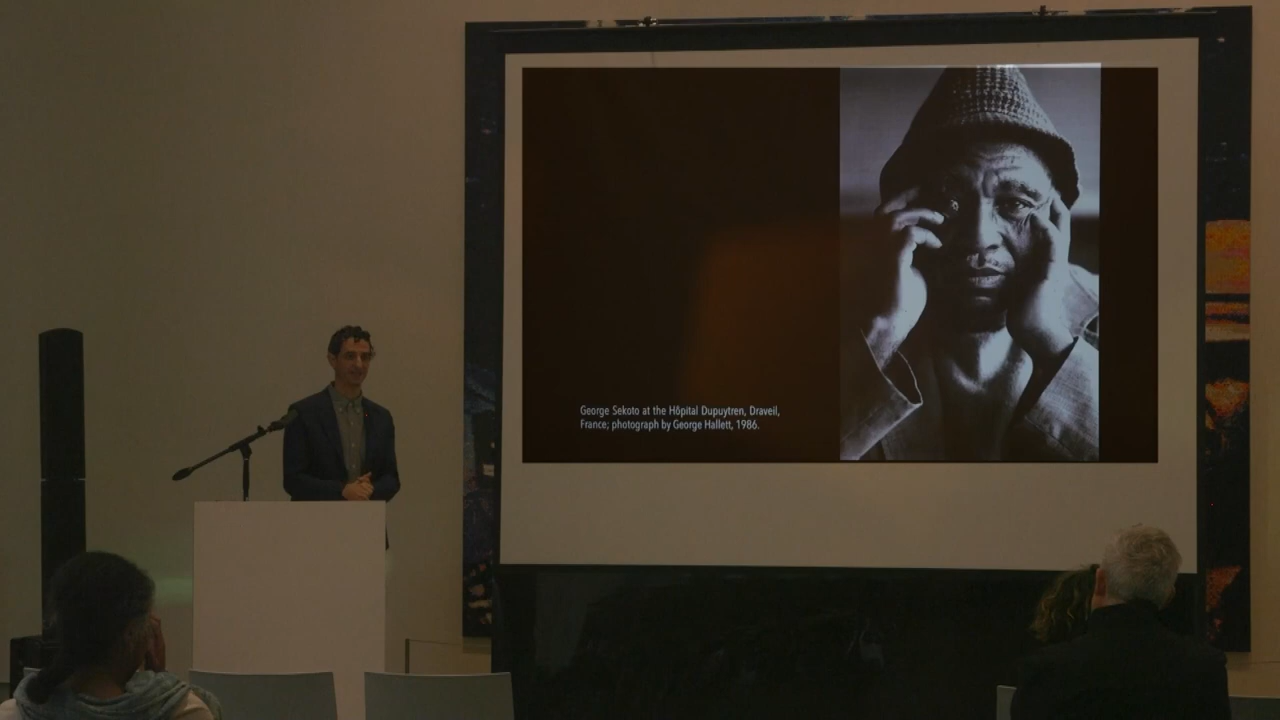 George Sekoto at the Hôpital Dupuytren, Draveil,
France; photograph by George Hallett, 1986.